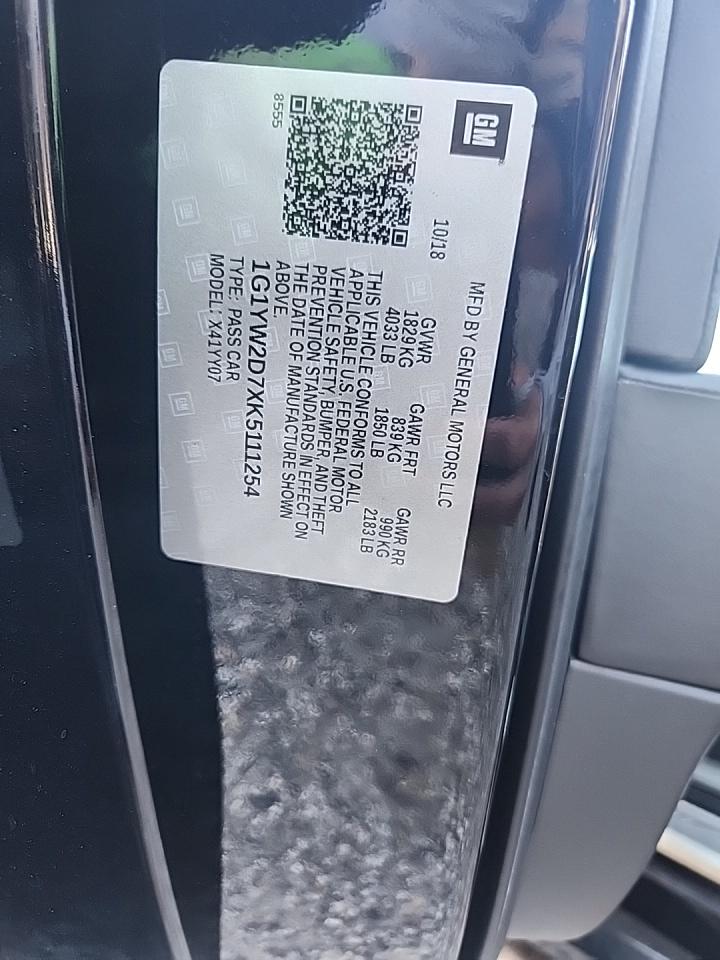 GM
MFD BY GENERAL MOTORS LLC
10/18
GVWR GAWR FRT GAWR RR
1829 KG 839 KG 990 KG
4033 LB 1850 LB 2183 LB
THIS VEHICLE CONFORMS TO ALL
APPLICABLE U.S. FEDERAL MOTOR
VEHICLE SAFETY, BUMPER, AND THEFT
PREVENTION STANDARDS IN EFFECT ON
THE DATE OF MANUFACTURE SHOWN
ABOVE.
8555
1G1YW2D7XK5111254
TYPE: PASS CAR
MODEL: X41YY07